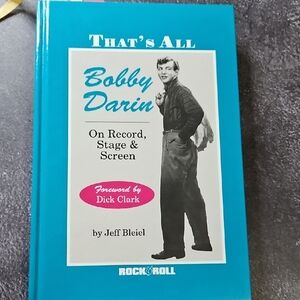 THAT'S ALL
Bobby
Darin
On Record,
Stage &
Screen
Foreword by
Dick Clark
by Jeff Bleiel
ROCK & ROLL